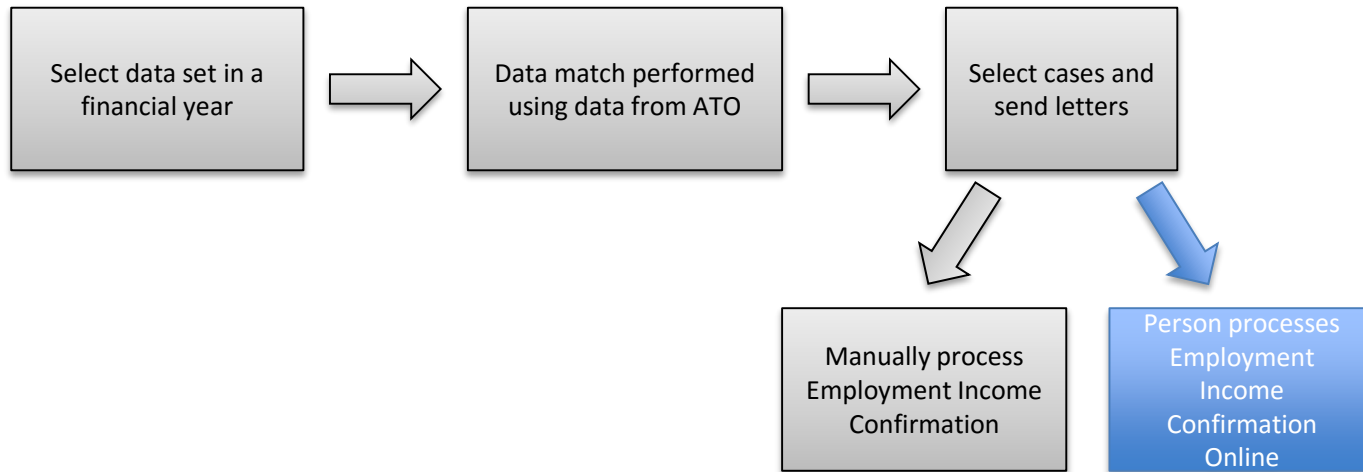 Select data set in a
financial year
Data match performed
using data from ATO
Select cases and
send letters
Manually process
Employment Income
Confirmation
Person processes
Employment
Income
Confirmation
Online